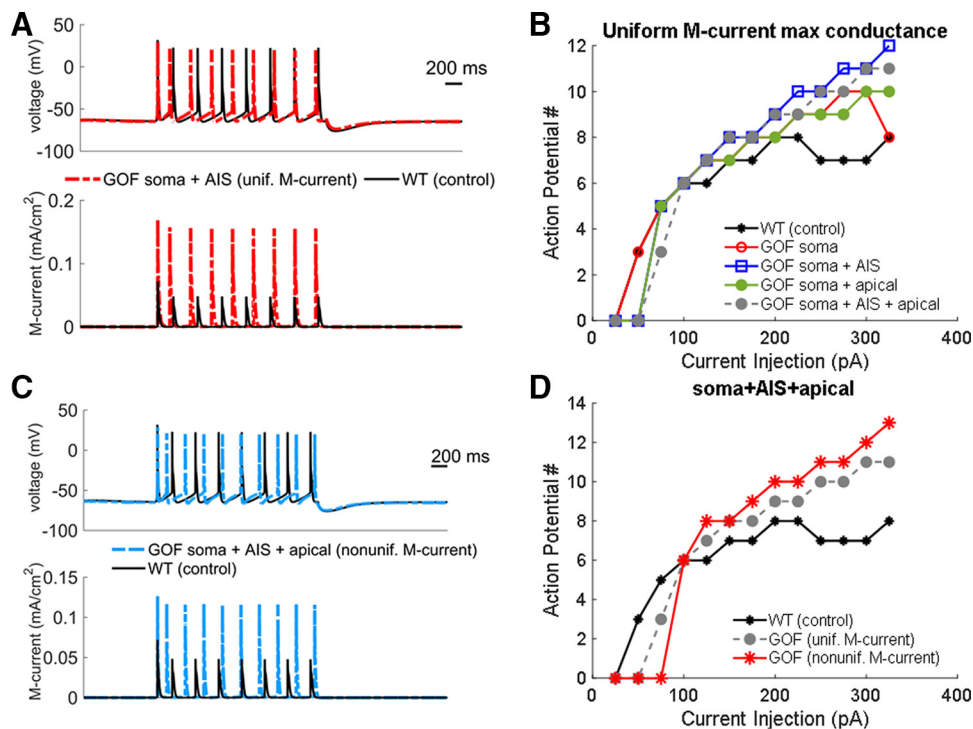 A
voltage (mV)
50
0
-50
-100
200 ms
GOF soma + AIS (unif. M-current)
WT (control)
M-current (mA/cm²)
0.2
0.1
0
B
Uniform M-current max conductance
Action Potential #
12
10
8
6
4
2
0
WT (control)
GOF soma
GOF soma + AIS
GOF soma + apical
GOF soma + AIS + apical
0
100
200
300
Current Injection (pA)
C
voltage (mV)
50
0
-50
-100
200 ms
GOF soma + AIS + apical (nonunif. M-current)
WT (control)
M-current (mA/cm²)
0.15
0.1
0.05
0
D
soma+AIS+apical
Action Potential #
14
12
10
8
6
4
2
0
WT (control)
GOF (unif. M-current)
GOF (nonunif. M-current)
0
100
200
300
Current Injection (pA)